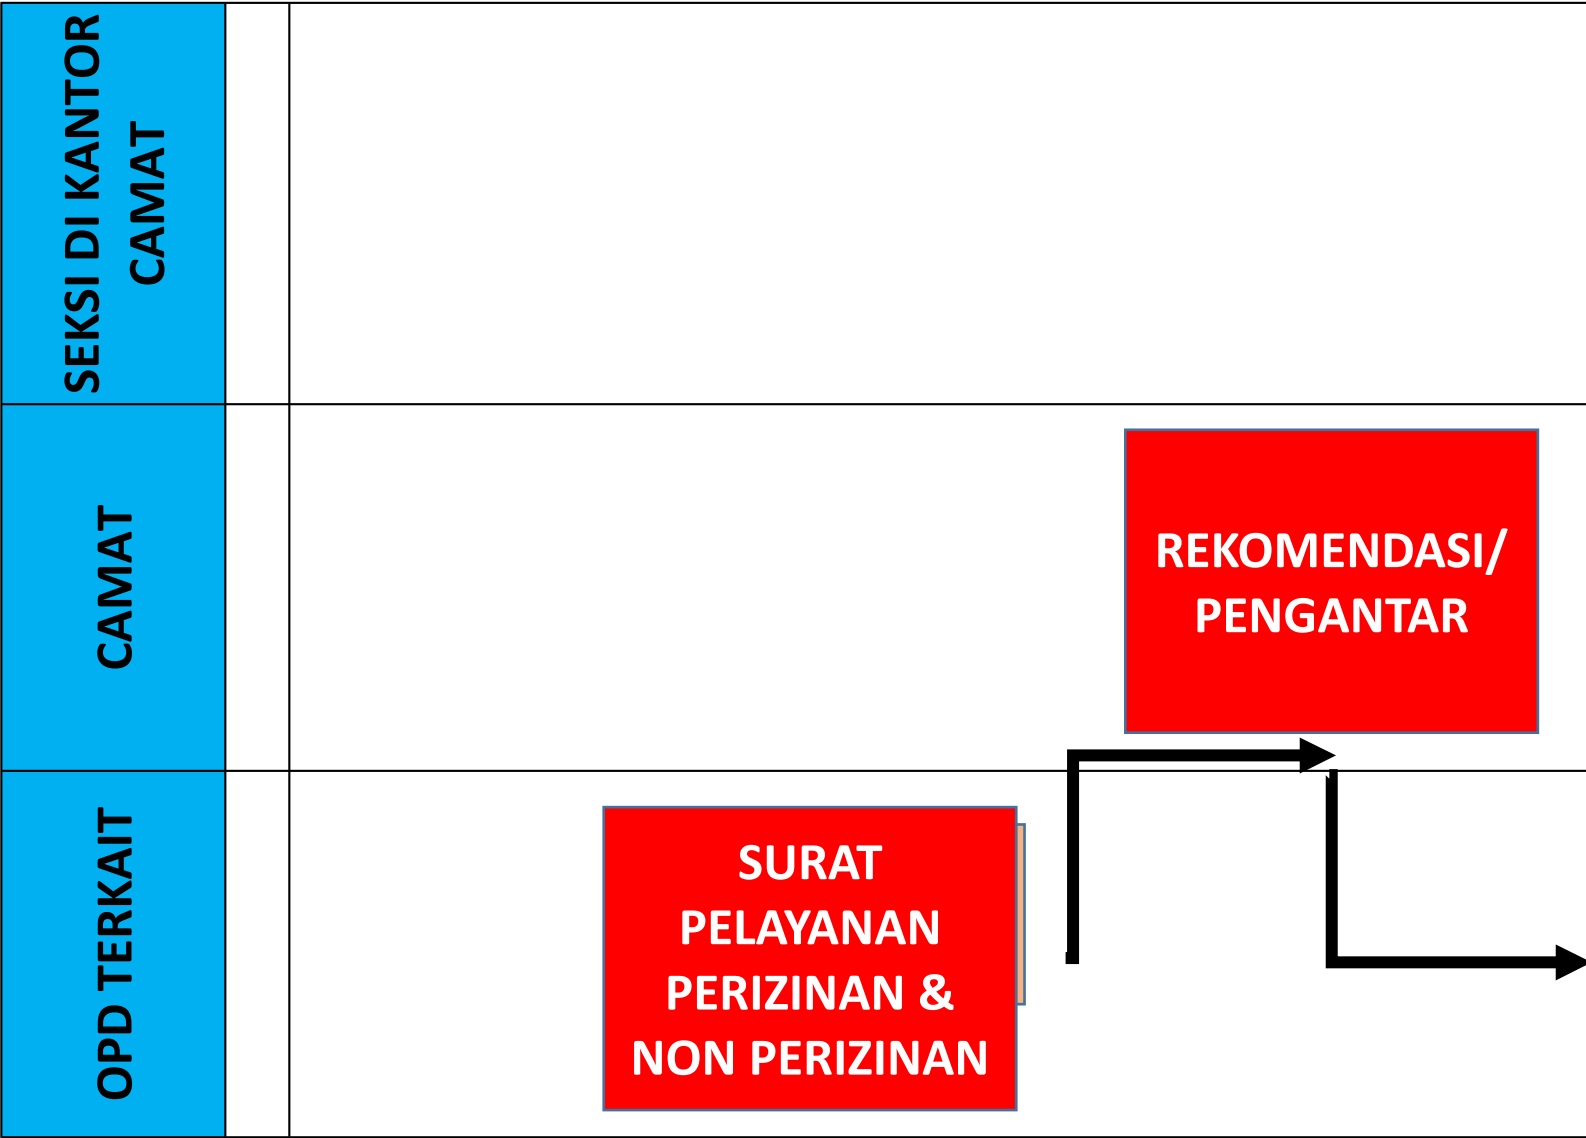 SEKSI DI KANTOR
CAMAT
CAMAT
REKOMENDASI/
PENGANTAR
OPD TERKAIT
SURAT
PELAYANAN
PERIZINAN &
NON PERIZINAN